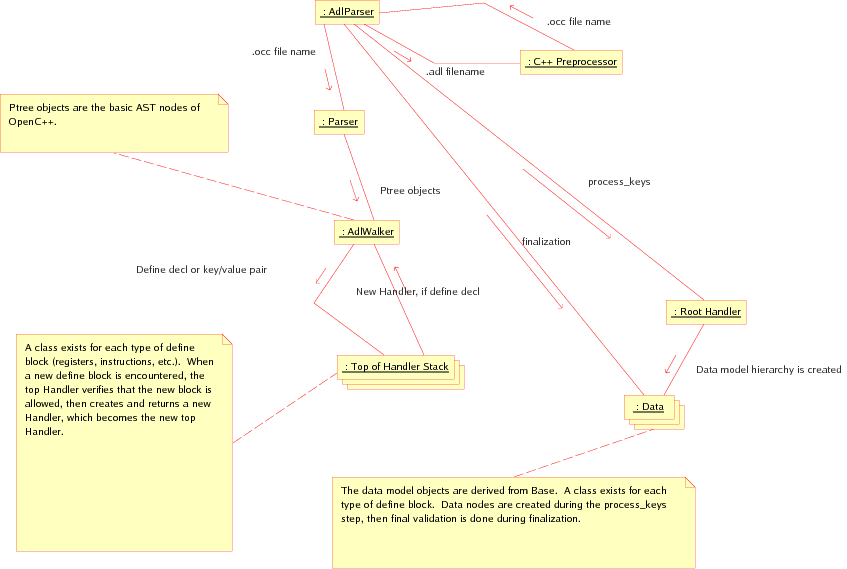 : AdlParser
.occ file name
.occ file name
: C++ Preprocessor
.adl filename
Ptree objects are the basic AST nodes of
OpenC++.
: Parser
process_keys
Ptree objects
: AdlWalker
finalization
Define decl or key/value pair
New Handler, if define decl
: Root Handler
A class exists for each type of define
block (registers, instructions, etc.).  When
a new define block is encountered, the
top Handler verifies that the new block is
allowed, then creates and returns a new
Handler, which becomes the new top
Handler.
: Top of Handler Stack
Data model hierarchy is created
: Data
The data model objects are derived from Base.  A class exists for each
type of define block.  Data nodes are created during the process_keys
step, then final validation is done during finalization.